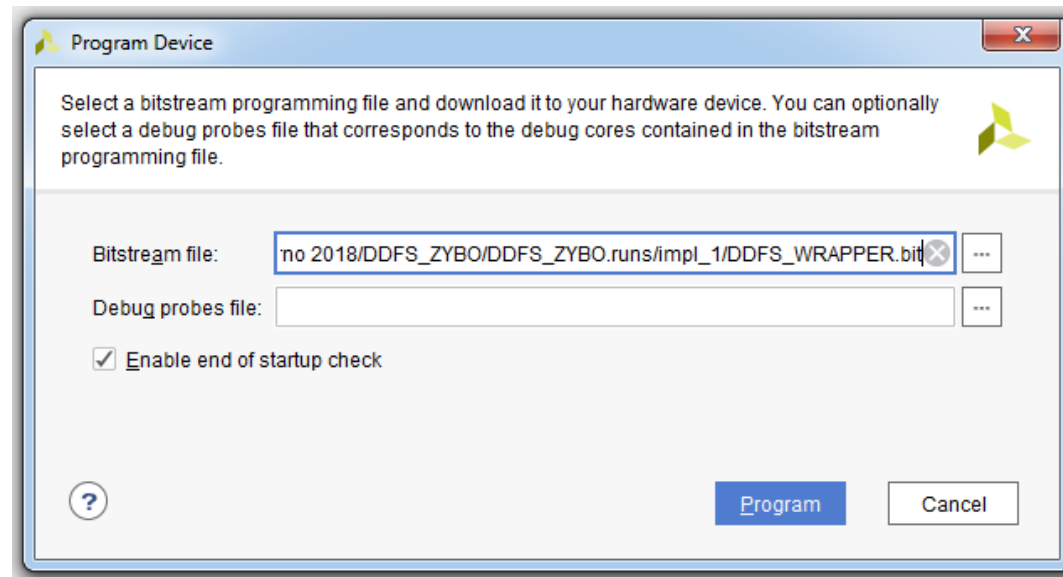 Program Device
Select a bitstream programming file and download it to your hardware device. You can optionally
select a debug probes file that corresponds to the debug cores contained in the bitstream
programming file.
Bitstream file: rno 2018/DDFS_ZYBO/DDFS_ZYBO.runs/impl_1/DDFS_WRAPPER.bit ...
Debug probes file: ...
Enable end of startup check
? Program Cancel